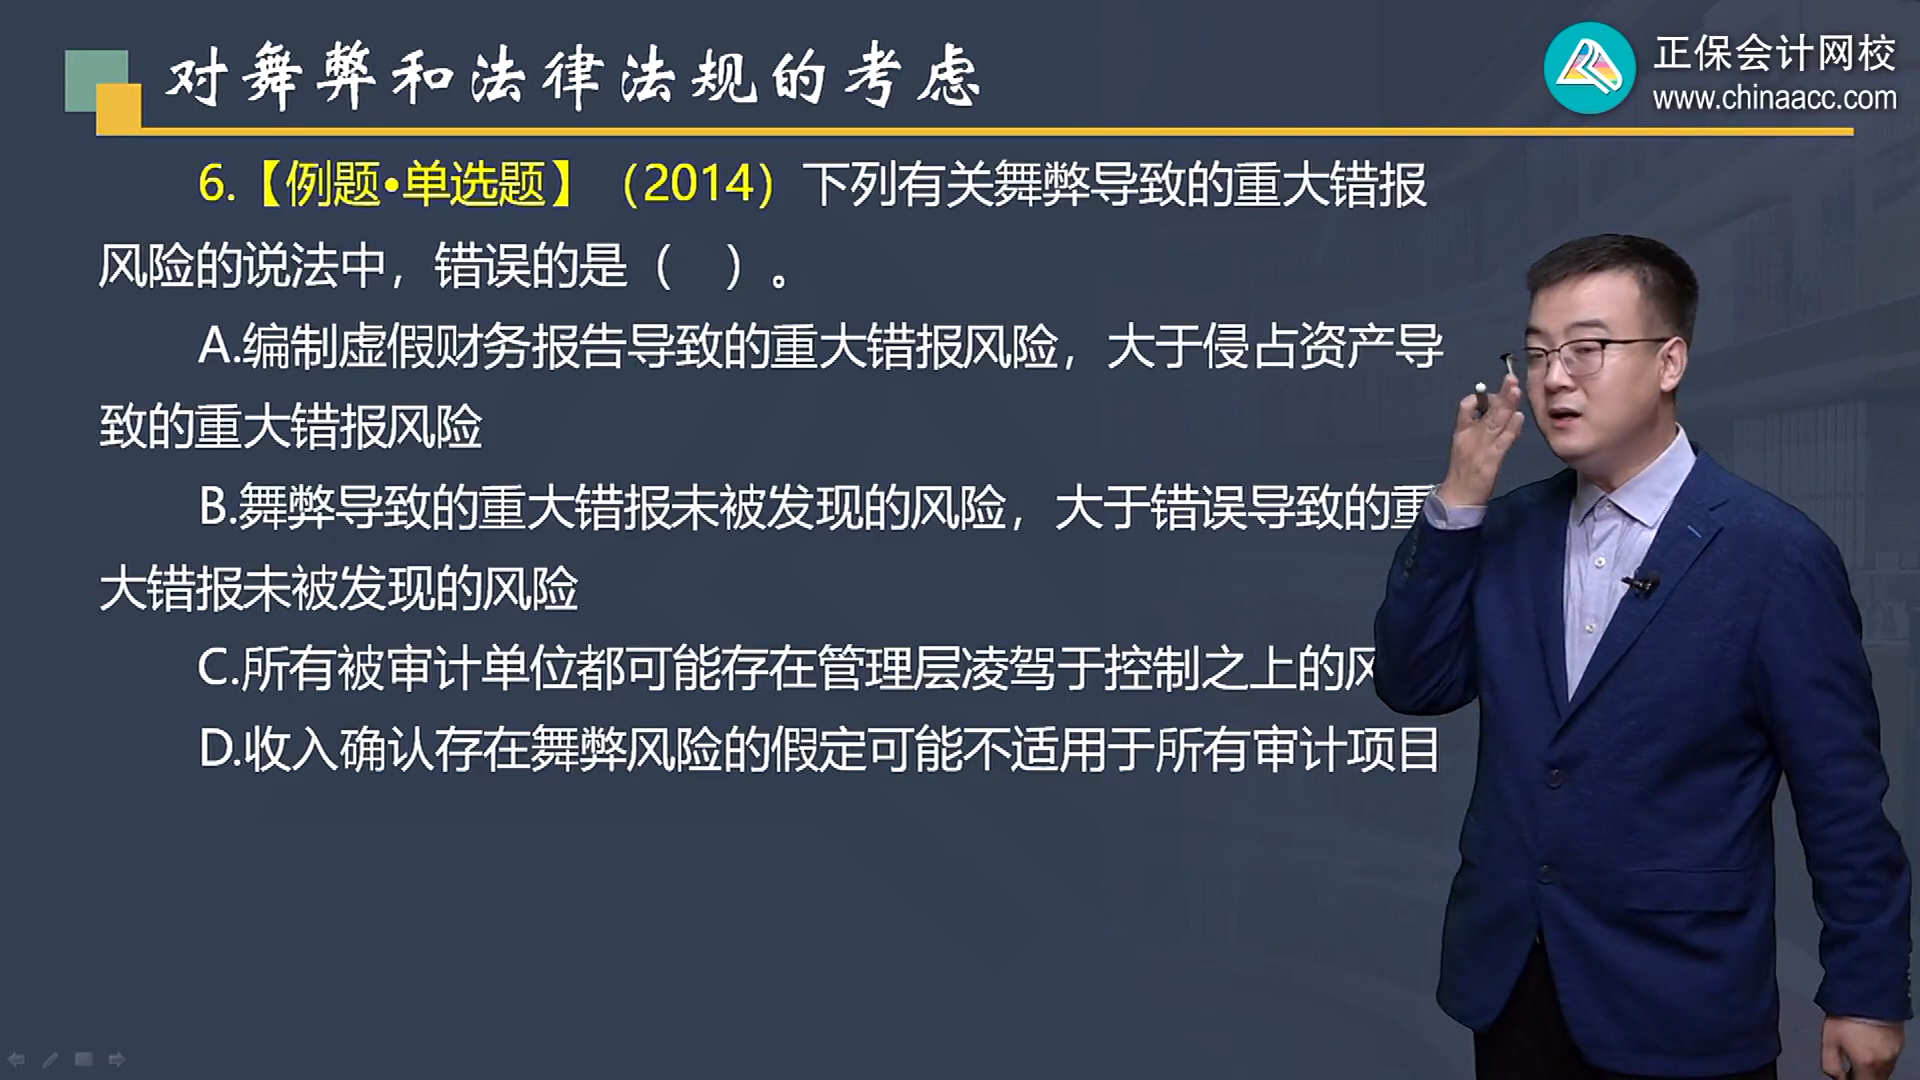 对舞弊和法律法规的考虑
正保会计网校
www.chinaacc.com
6.【例题•单选题】（2014）下列有关舞弊导致的重大错报
风险的说法中，错误的是（ ）。
A.编制虚假财务报告导致的重大错报风险，大于侵占资产导
致的重大错报风险
B.舞弊导致的重大错报未被发现的风险，大于错误导致的重
大错报未被发现的风险
C.所有被审计单位都可能存在管理层凌驾于控制之上的风
D.收入确认存在舞弊风险的假定可能不适用于所有审计项目